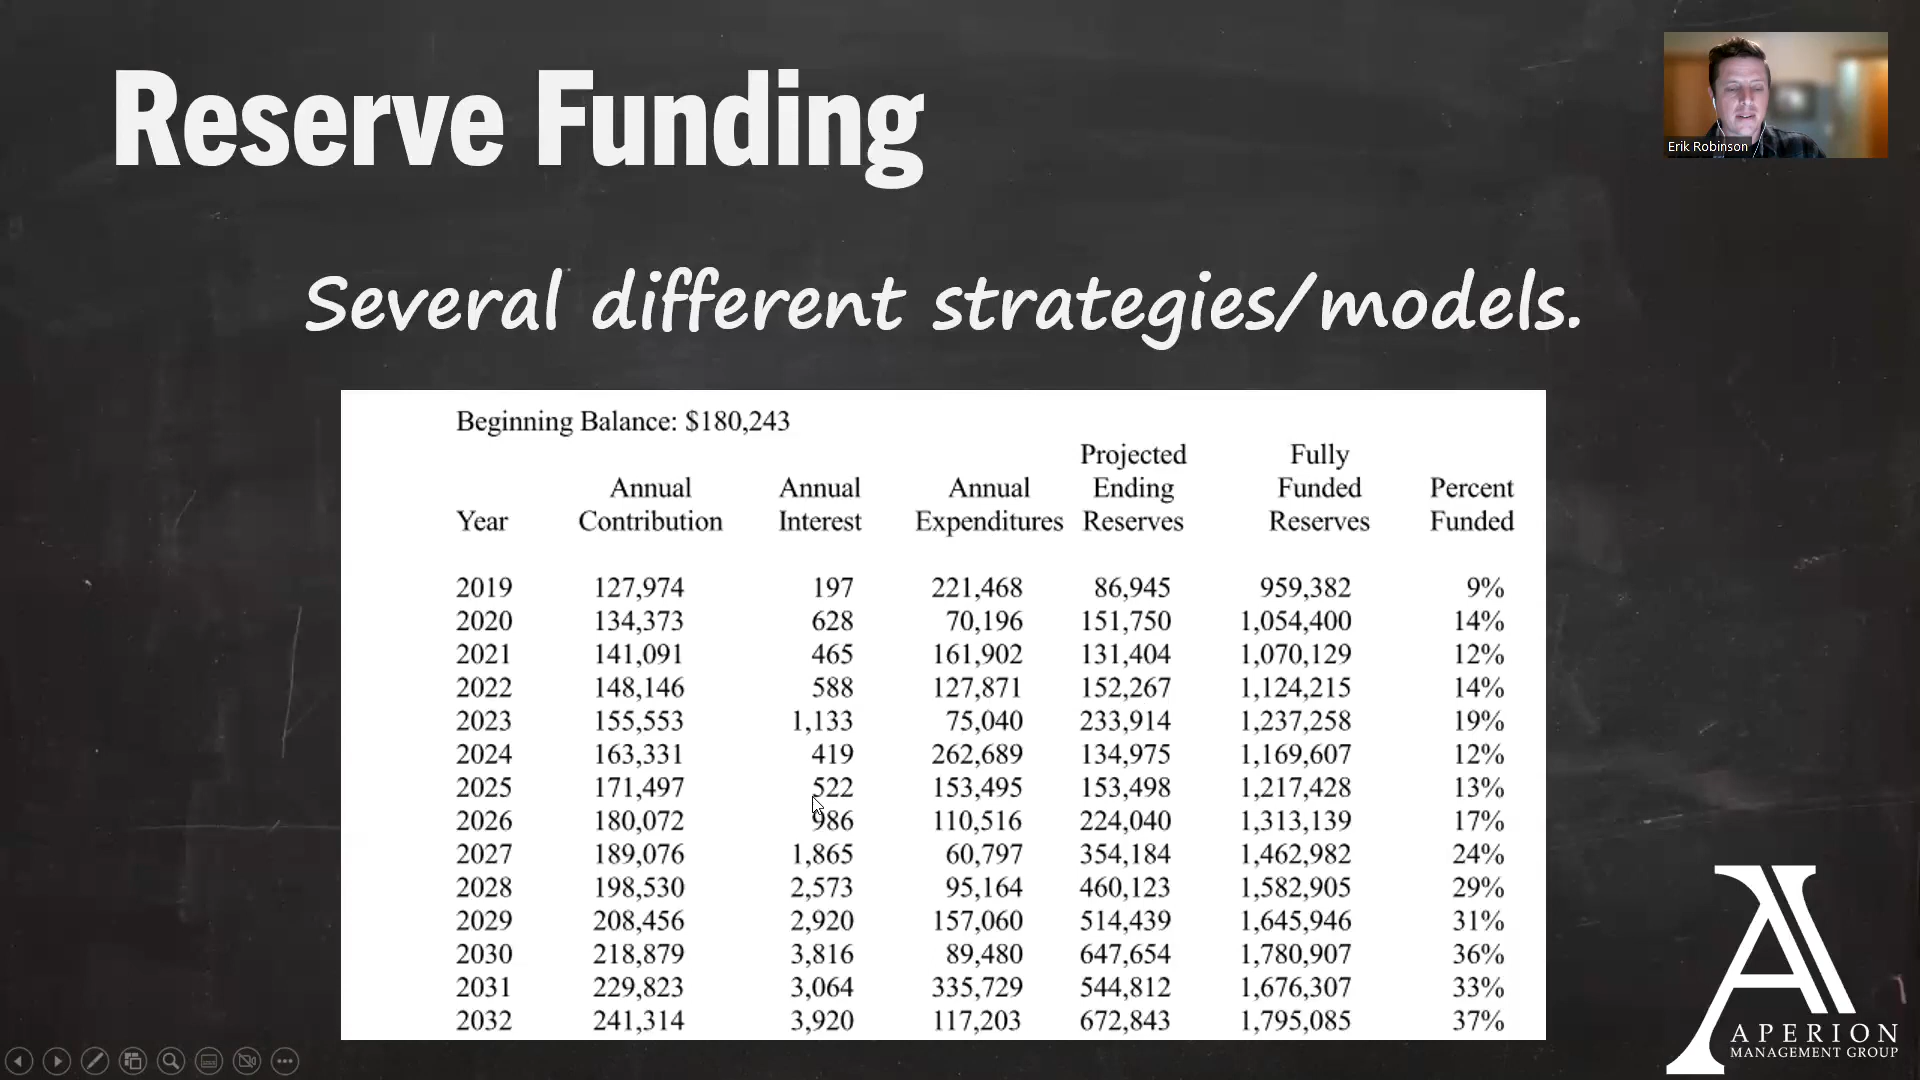 Reserve Funding
Erik Robinson
Several different strategies/models.
Beginning Balance: $180,243
Projected Fully
Annual Annual Annual Ending Funded Percent
Year Contribution Interest Expenditures Reserves Reserves Funded
2019 127,974 197 221,468 86,945 959,382 9%
2020 134,373 628 70,196 151,750 1,054,400 14%
2021 141,091 465 161,902 131,404 1,070,129 12%
2022 148,146 588 127,871 152,267 1,124,215 14%
2023 155,553 1,133 75,040 233,914 1,237,258 19%
2024 163,331 419 262,689 134,975 1,169,607 12%
2025 171,497 522 153,495 153,498 1,217,428 13%
2026 180,072 986 110,516 224,040 1,313,139 17%
2027 189,076 1,865 60,797 354,184 1,462,982 24%
2028 198,530 2,573 95,164 460,123 1,582,905 29%
2029 208,456 2,920 157,060 514,439 1,645,946 31%
2030 218,879 3,816 89,480 647,654 1,780,907 36%
2031 229,823 3,064 335,729 544,812 1,676,307 33%
2032 241,314 3,920 117,203 672,843 1,795,085 37%
APERION
MANAGEMENT GROUP